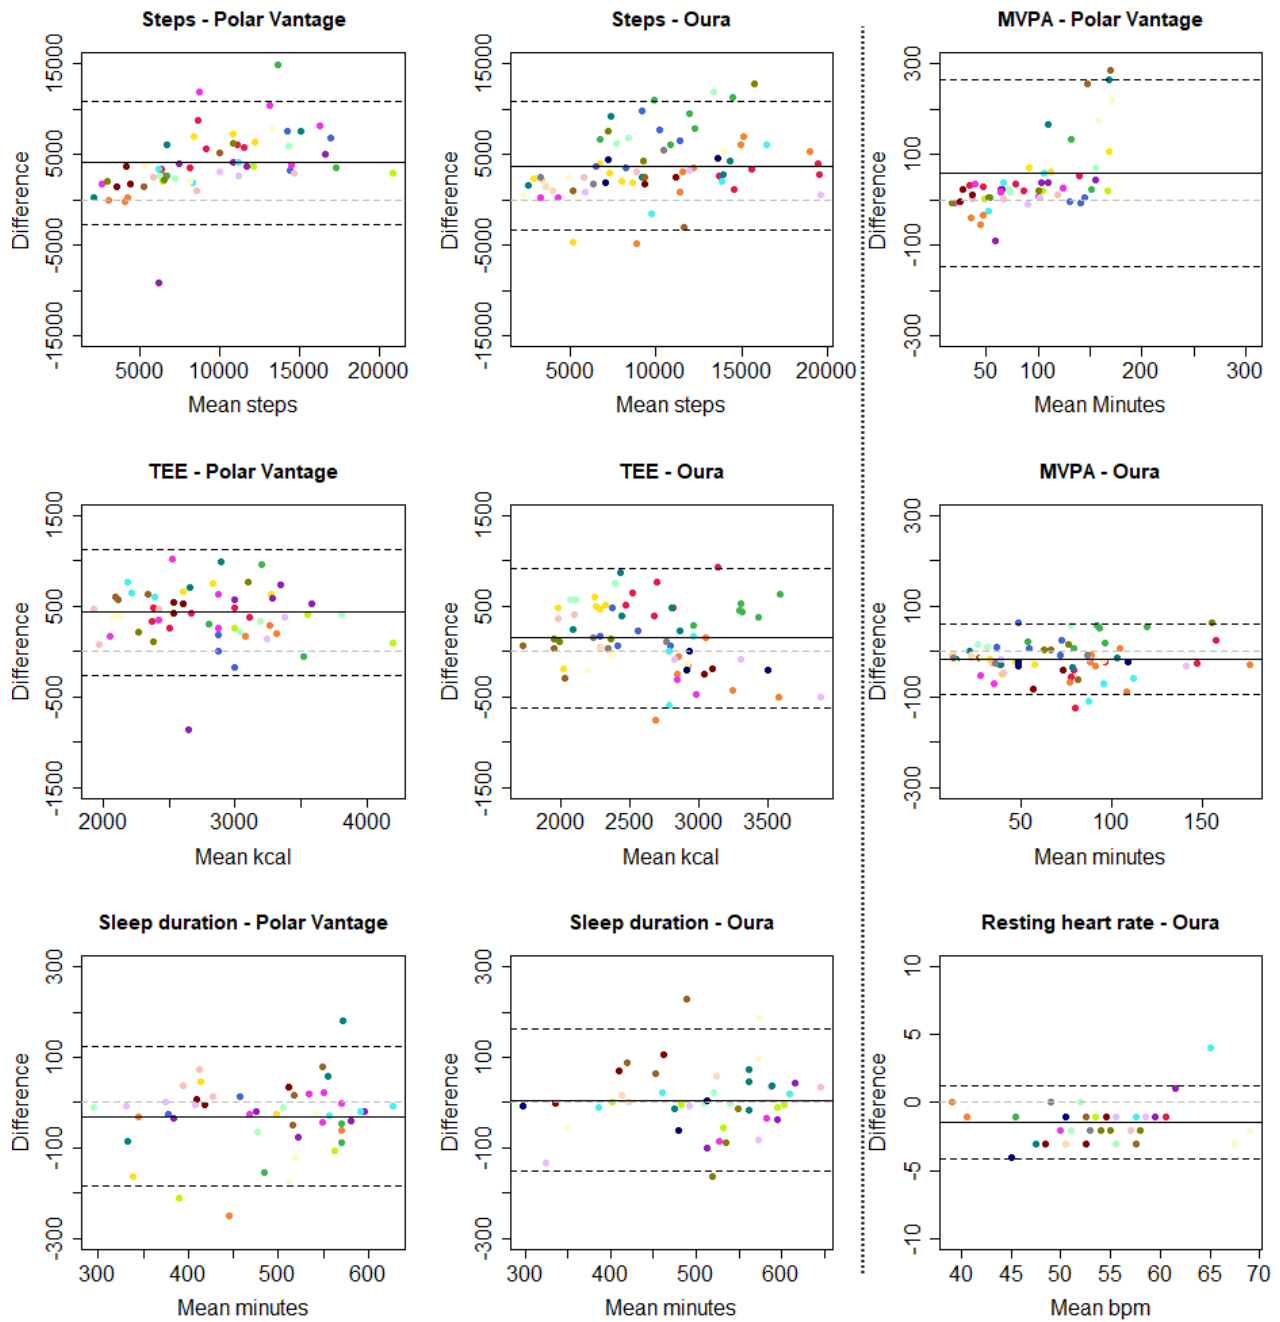 Steps - Polar Vantage
Difference
15000
5000
-5000
-15000
5000 10000 15000 20000
Mean steps
Steps - Oura
Difference
15000
5000
-5000
-15000
5000 10000 15000 20000
Mean steps
MVPA - Polar Vantage
Difference
300
100
-100
-300
50 100 200 300
Mean Minutes
TEE - Polar Vantage
Difference
1500
500
-500
-1500
2000 3000 4000
Mean kcal
TEE - Oura
Difference
1500
500
-500
-1500
2000 2500 3000 3500
Mean kcal
MVPA - Oura
Difference
300
100
-100
-300
50 100 150
Mean minutes
Sleep duration - Polar Vantage
Difference
300
100
-100
-300
300 400 500 600
Mean minutes
Sleep duration - Oura
Difference
300
100
-100
-300
300 400 500 600
Mean minutes
Resting heart rate - Oura
Difference
10
5
0
-5
-10
40 45 50 55 60 65 70
Mean bpm